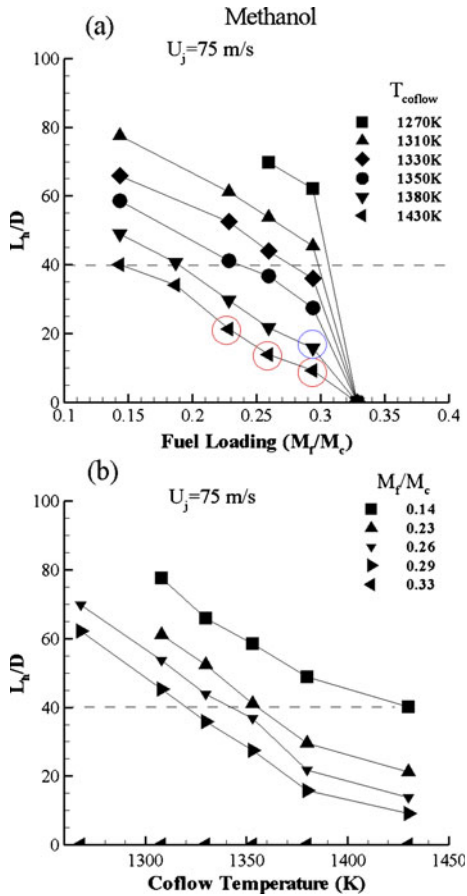 Methanol
(a)
U_j=75 m/s
T_coflow
1270K
1310K
1330K
1350K
1380K
1430K
L_h/D
100
80
60
40
20
0
0.1 0.15 0.2 0.25 0.3 0.35 0.4
Fuel Loading (M_f/M_c)
(b)
U_j=75 m/s
M_f/M_c
0.14
0.23
0.26
0.29
0.33
L_h/D
100
80
60
40
20
0
1300 1350 1400 1450
Coflow Temperature (K)